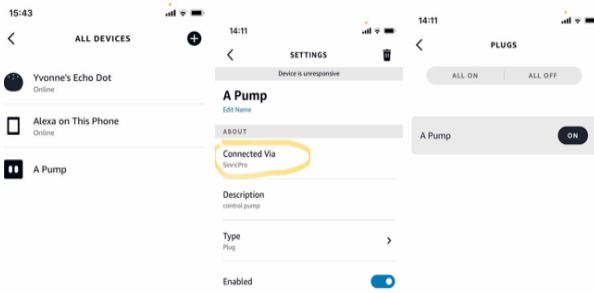 15:43
ALL DEVICES
Yvonne's Echo Dot
Online
Alexa on This Phone
Online
A Pump
14:11
SETTINGS
Device is unresponsive
A Pump
Edit Name
ABOUT
Connected Via
SinricPro
Description
control pump
Type
Plug
Enabled
14:11
PLUGS
ALL ON
ALL OFF
A Pump
ON